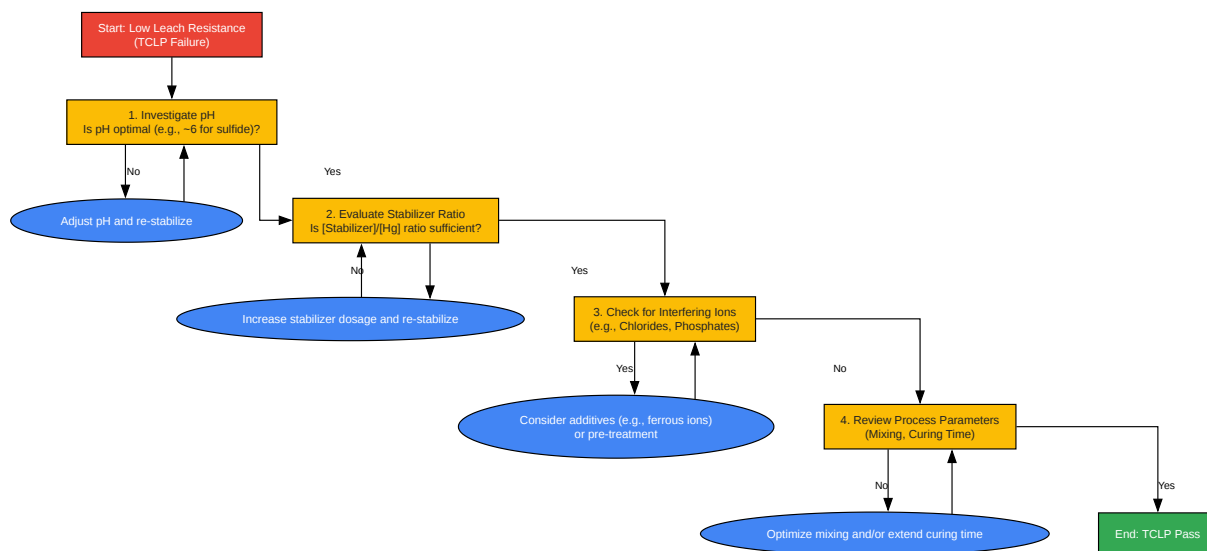 Start: Low Leach Resistance
(TCLP Failure)
1. Investigate pH
Is pH optimal (e.g., ~6 for sulfide)?
No
Yes
Adjust pH and re-stabilize
2. Evaluate Stabilizer Ratio
Is [Stabilizer]/[Hg] ratio sufficient?
No
Yes
Increase stabilizer dosage and re-stabilize
3. Check for Interfering Ions
(e.g., Chlorides, Phosphates)
Yes
No
Consider additives (e.g., ferrous ions)
or pre-treatment
4. Review Process Parameters
(Mixing, Curing Time)
No
Yes
Optimize mixing and/or extend curing time
End: TCLP Pass